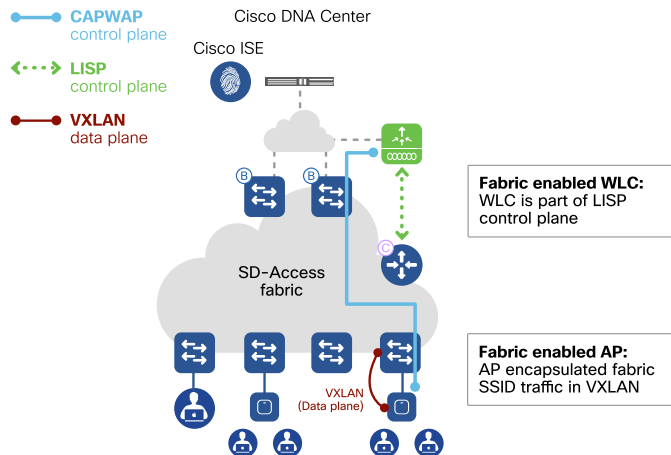 CAPWAP
control plane
LISP
control plane
VXLAN
data plane
Cisco DNA Center
Cisco ISE
B
B
C
SD-Access
fabric
VXLAN
(Data plane)
Fabric enabled WLC:
WLC is part of LISP
control plane
Fabric enabled AP:
AP encapsulated fabric
SSID traffic in VXLAN